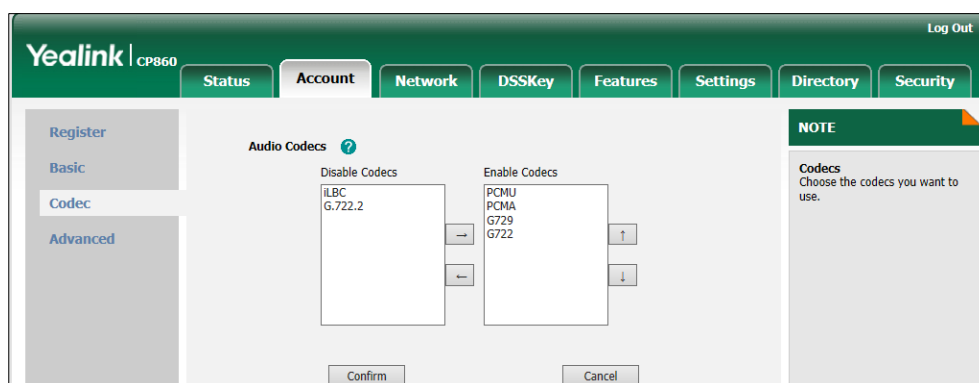 Log Out
Yealink CP860
Status Account Network DSSKey Features Settings Directory Security
Register
Basic
Codec
Advanced
Audio Codecs ?
Disable Codecs
iLBC
G.722.2
→
←
Enable Codecs
PCMU
PCMA
G729
G722
↑
↓
Confirm Cancel
NOTE
Codecs
Choose the codecs you want to
use.